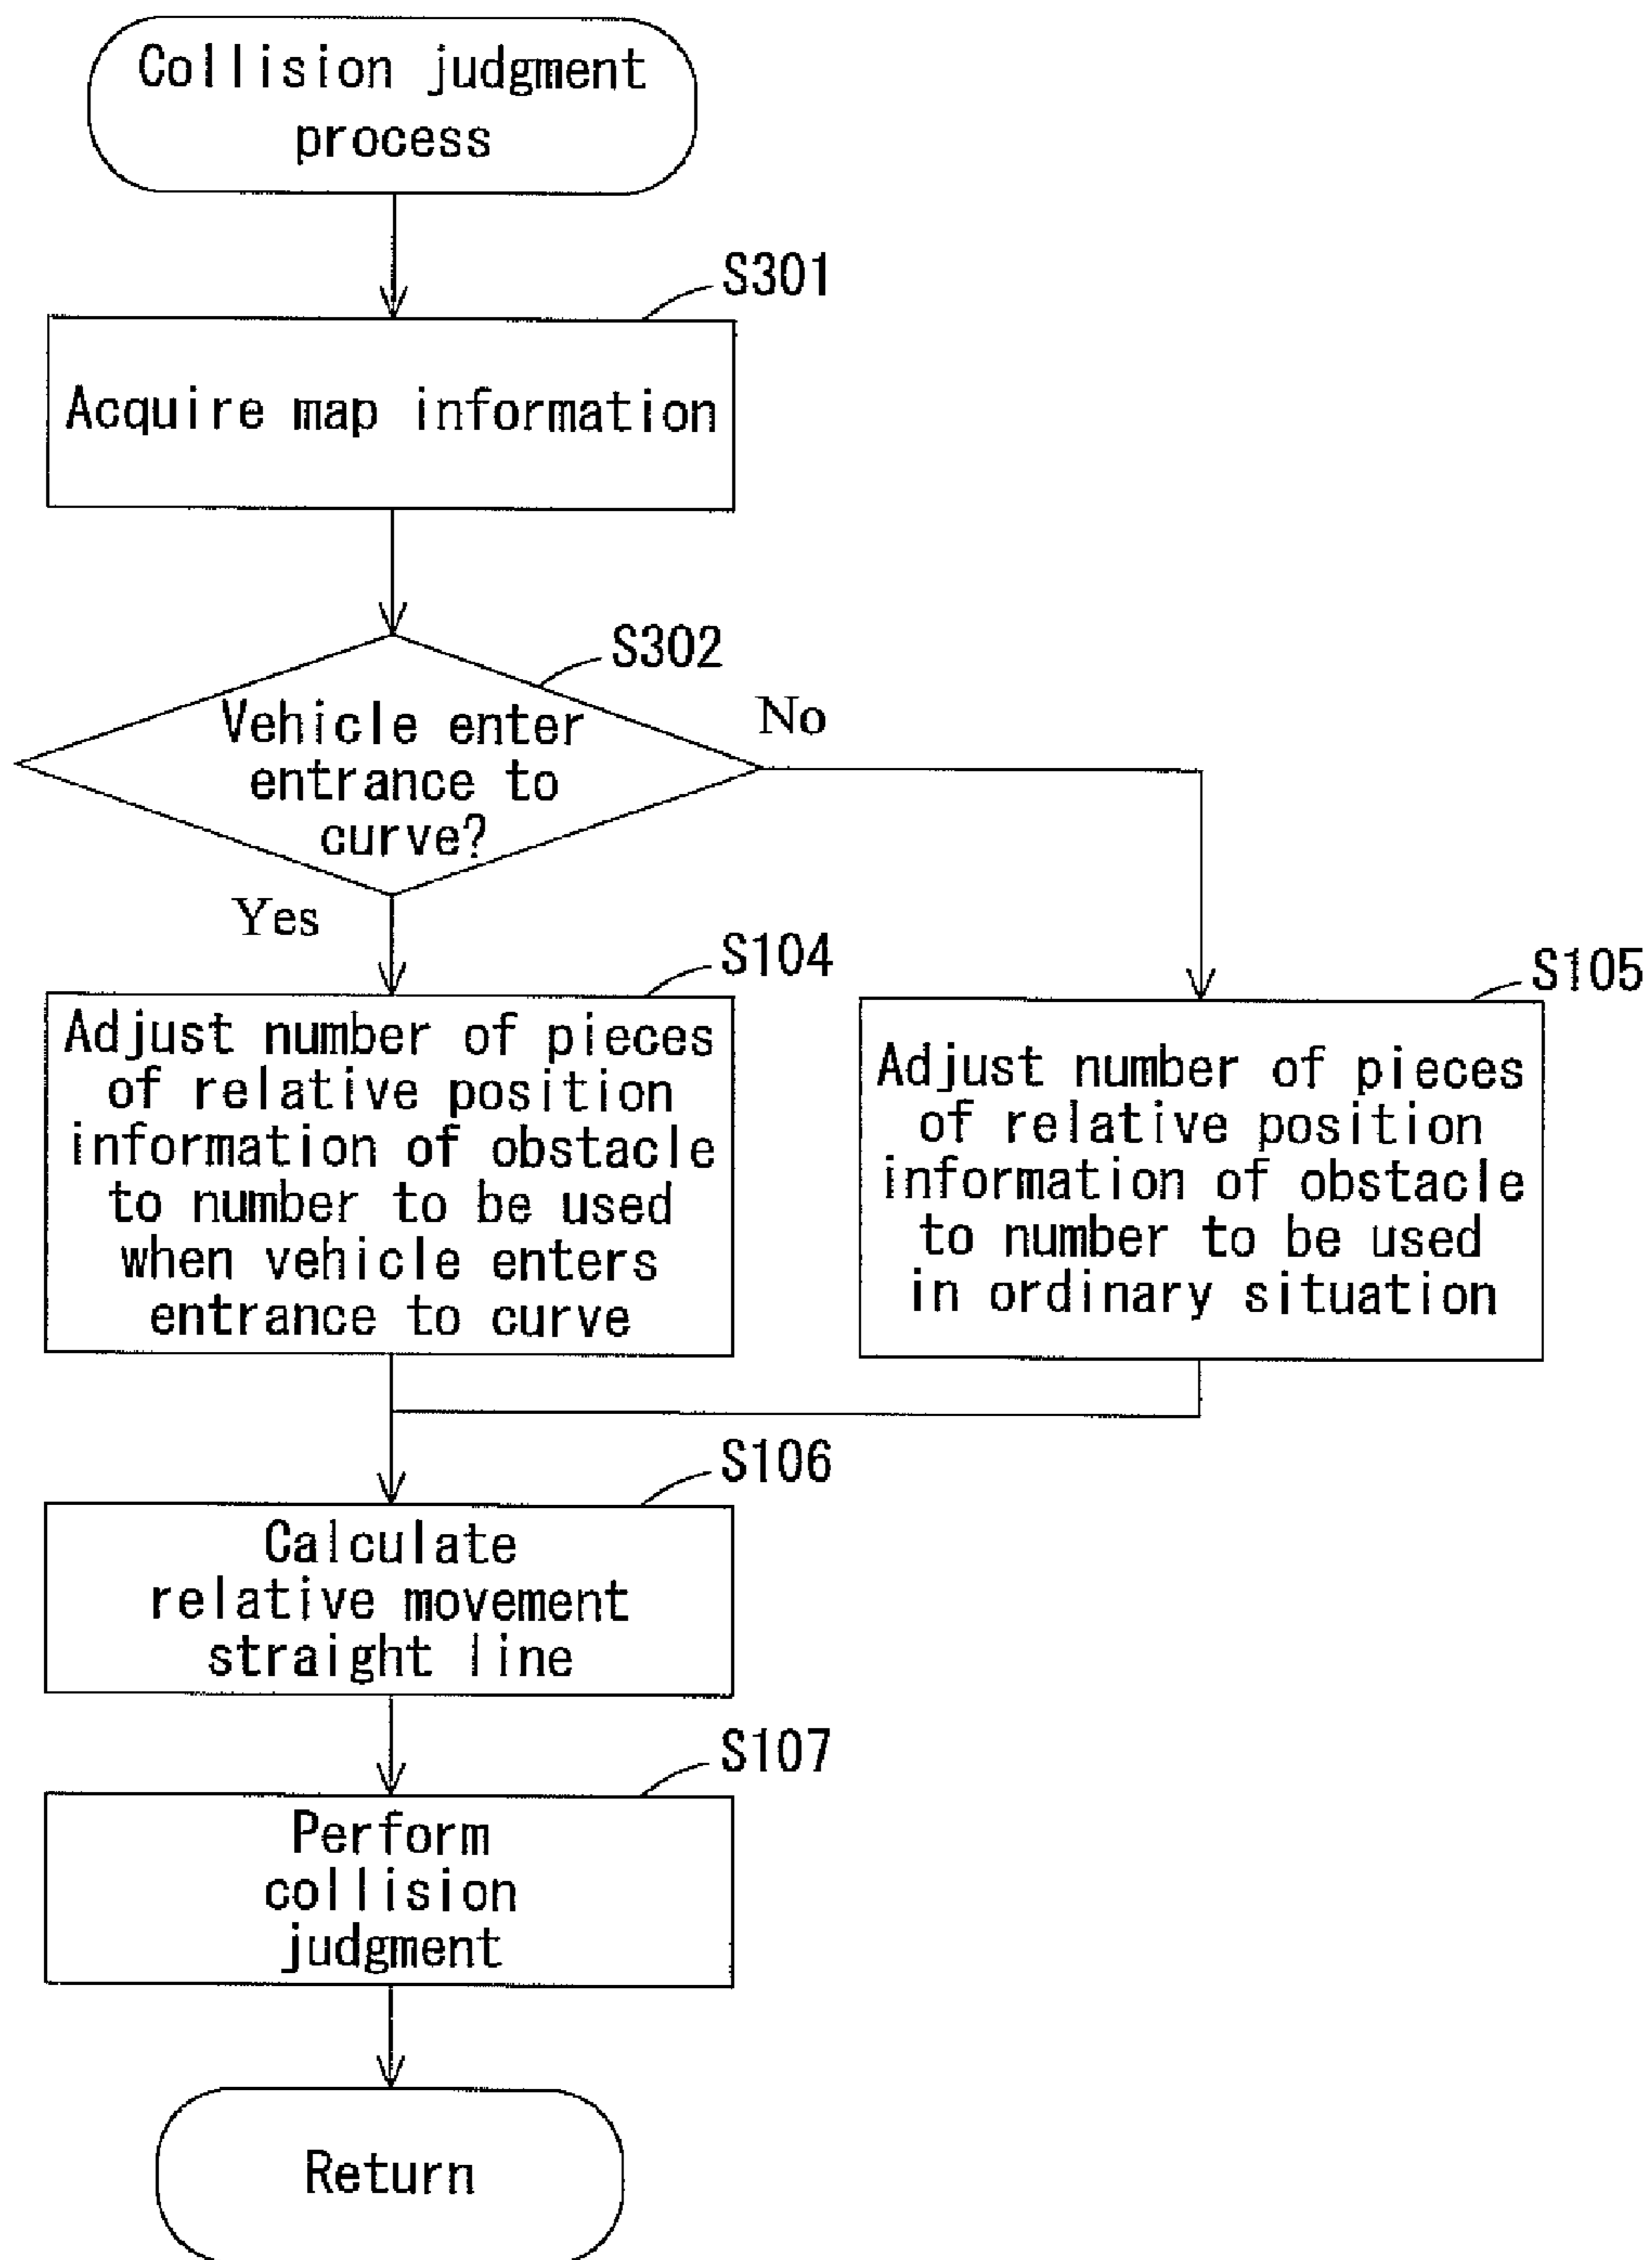 Collision judgment
process
S301
Acquire map information
S302
Vehicle enter
entrance to
curve?
No
Yes
S104
Adjust number of pieces
of relative position
information of obstacle
to number to be used
when vehicle enters
entrance to curve
S105
Adjust number of pieces
of relative position
information of obstacle
to number to be used
in ordinary situation
S106
Calculate
relative movement
straight line
S107
Perform
collision
judgment
Return